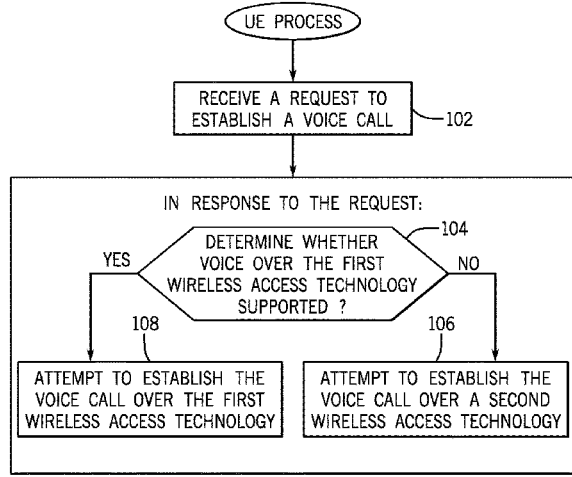 UE PROCESS
RECEIVE A REQUEST TO
ESTABLISH A VOICE CALL
102
IN RESPONSE TO THE REQUEST:
104
DETERMINE WHETHER
VOICE OVER THE FIRST
WIRELESS ACCESS TECHNOLOGY
SUPPORTED ?
YES
NO
108
ATTEMPT TO ESTABLISH THE
VOICE CALL OVER THE FIRST
WIRELESS ACCESS TECHNOLOGY
106
ATTEMPT TO ESTABLISH THE
VOICE CALL OVER A SECOND
WIRELESS ACCESS TECHNOLOGY